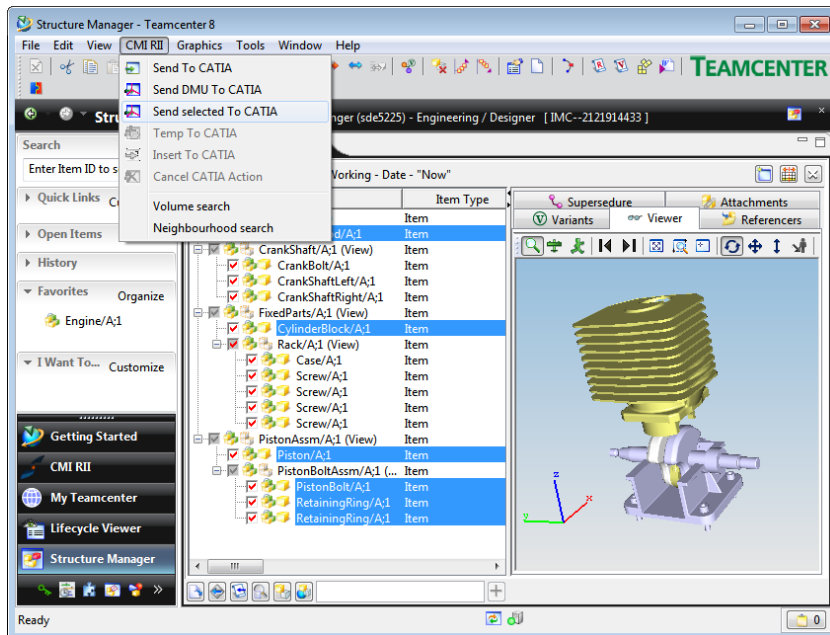 Structure Manager - Teamcenter 8
File Edit View CMI RII Graphics Tools Window Help
TEAMCENTER
Send To CATIA
Send DMU To CATIA
Send selected To CATIA
Temp To CATIA
Insert To CATIA
Cancel CATIA Action
Volume search
Neighbourhood search
nger (sde5225) - Engineering / Designer [ IMC--2121914433 ]
Search
Enter Item ID to s
Quick Links
Open Items
History
Favorites Organize
Engine/A;1
I Want To... Customize
Getting Started
CMI RII
My Teamcenter
Lifecycle Viewer
Structure Manager
Working - Date - "Now"
Item Type
Item
d/A;1 Item
CrankShaft/A;1 (View) Item
CrankBolt/A;1 Item
CrankShaftLeft/A;1 Item
CrankShaftRight/A;1 Item
FixedParts/A;1 (View) Item
CylinderBlock/A;1 Item
Rack/A;1 (View) Item
Case/A;1 Item
Screw/A;1 Item
Screw/A;1 Item
Screw/A;1 Item
Screw/A;1 Item
PistonAssm/A;1 (View) Item
Piston/A;1 Item
PistonBoltAssm/A;1 (... Item
PistonBolt/A;1 Item
RetainingRing/A;1 Item
RetainingRing/A;1 Item
Supersedure Attachments
Variants Viewer Referencers
z
x
y
Ready
0